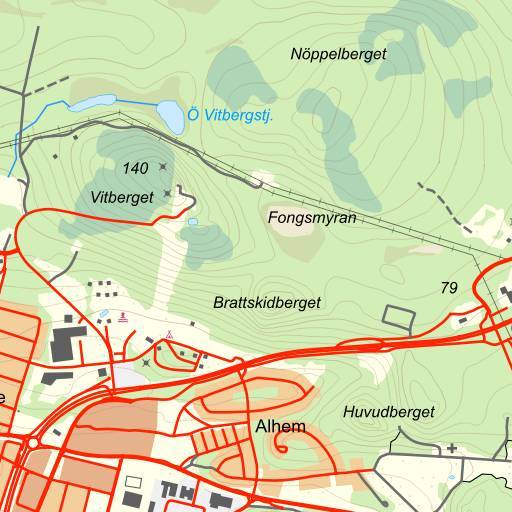 Nöppelberget
Ö Vitbergstj.
140
Vitberget
Fongsmyran
79
Brattskidberget
e
Huvudberget
Alhem